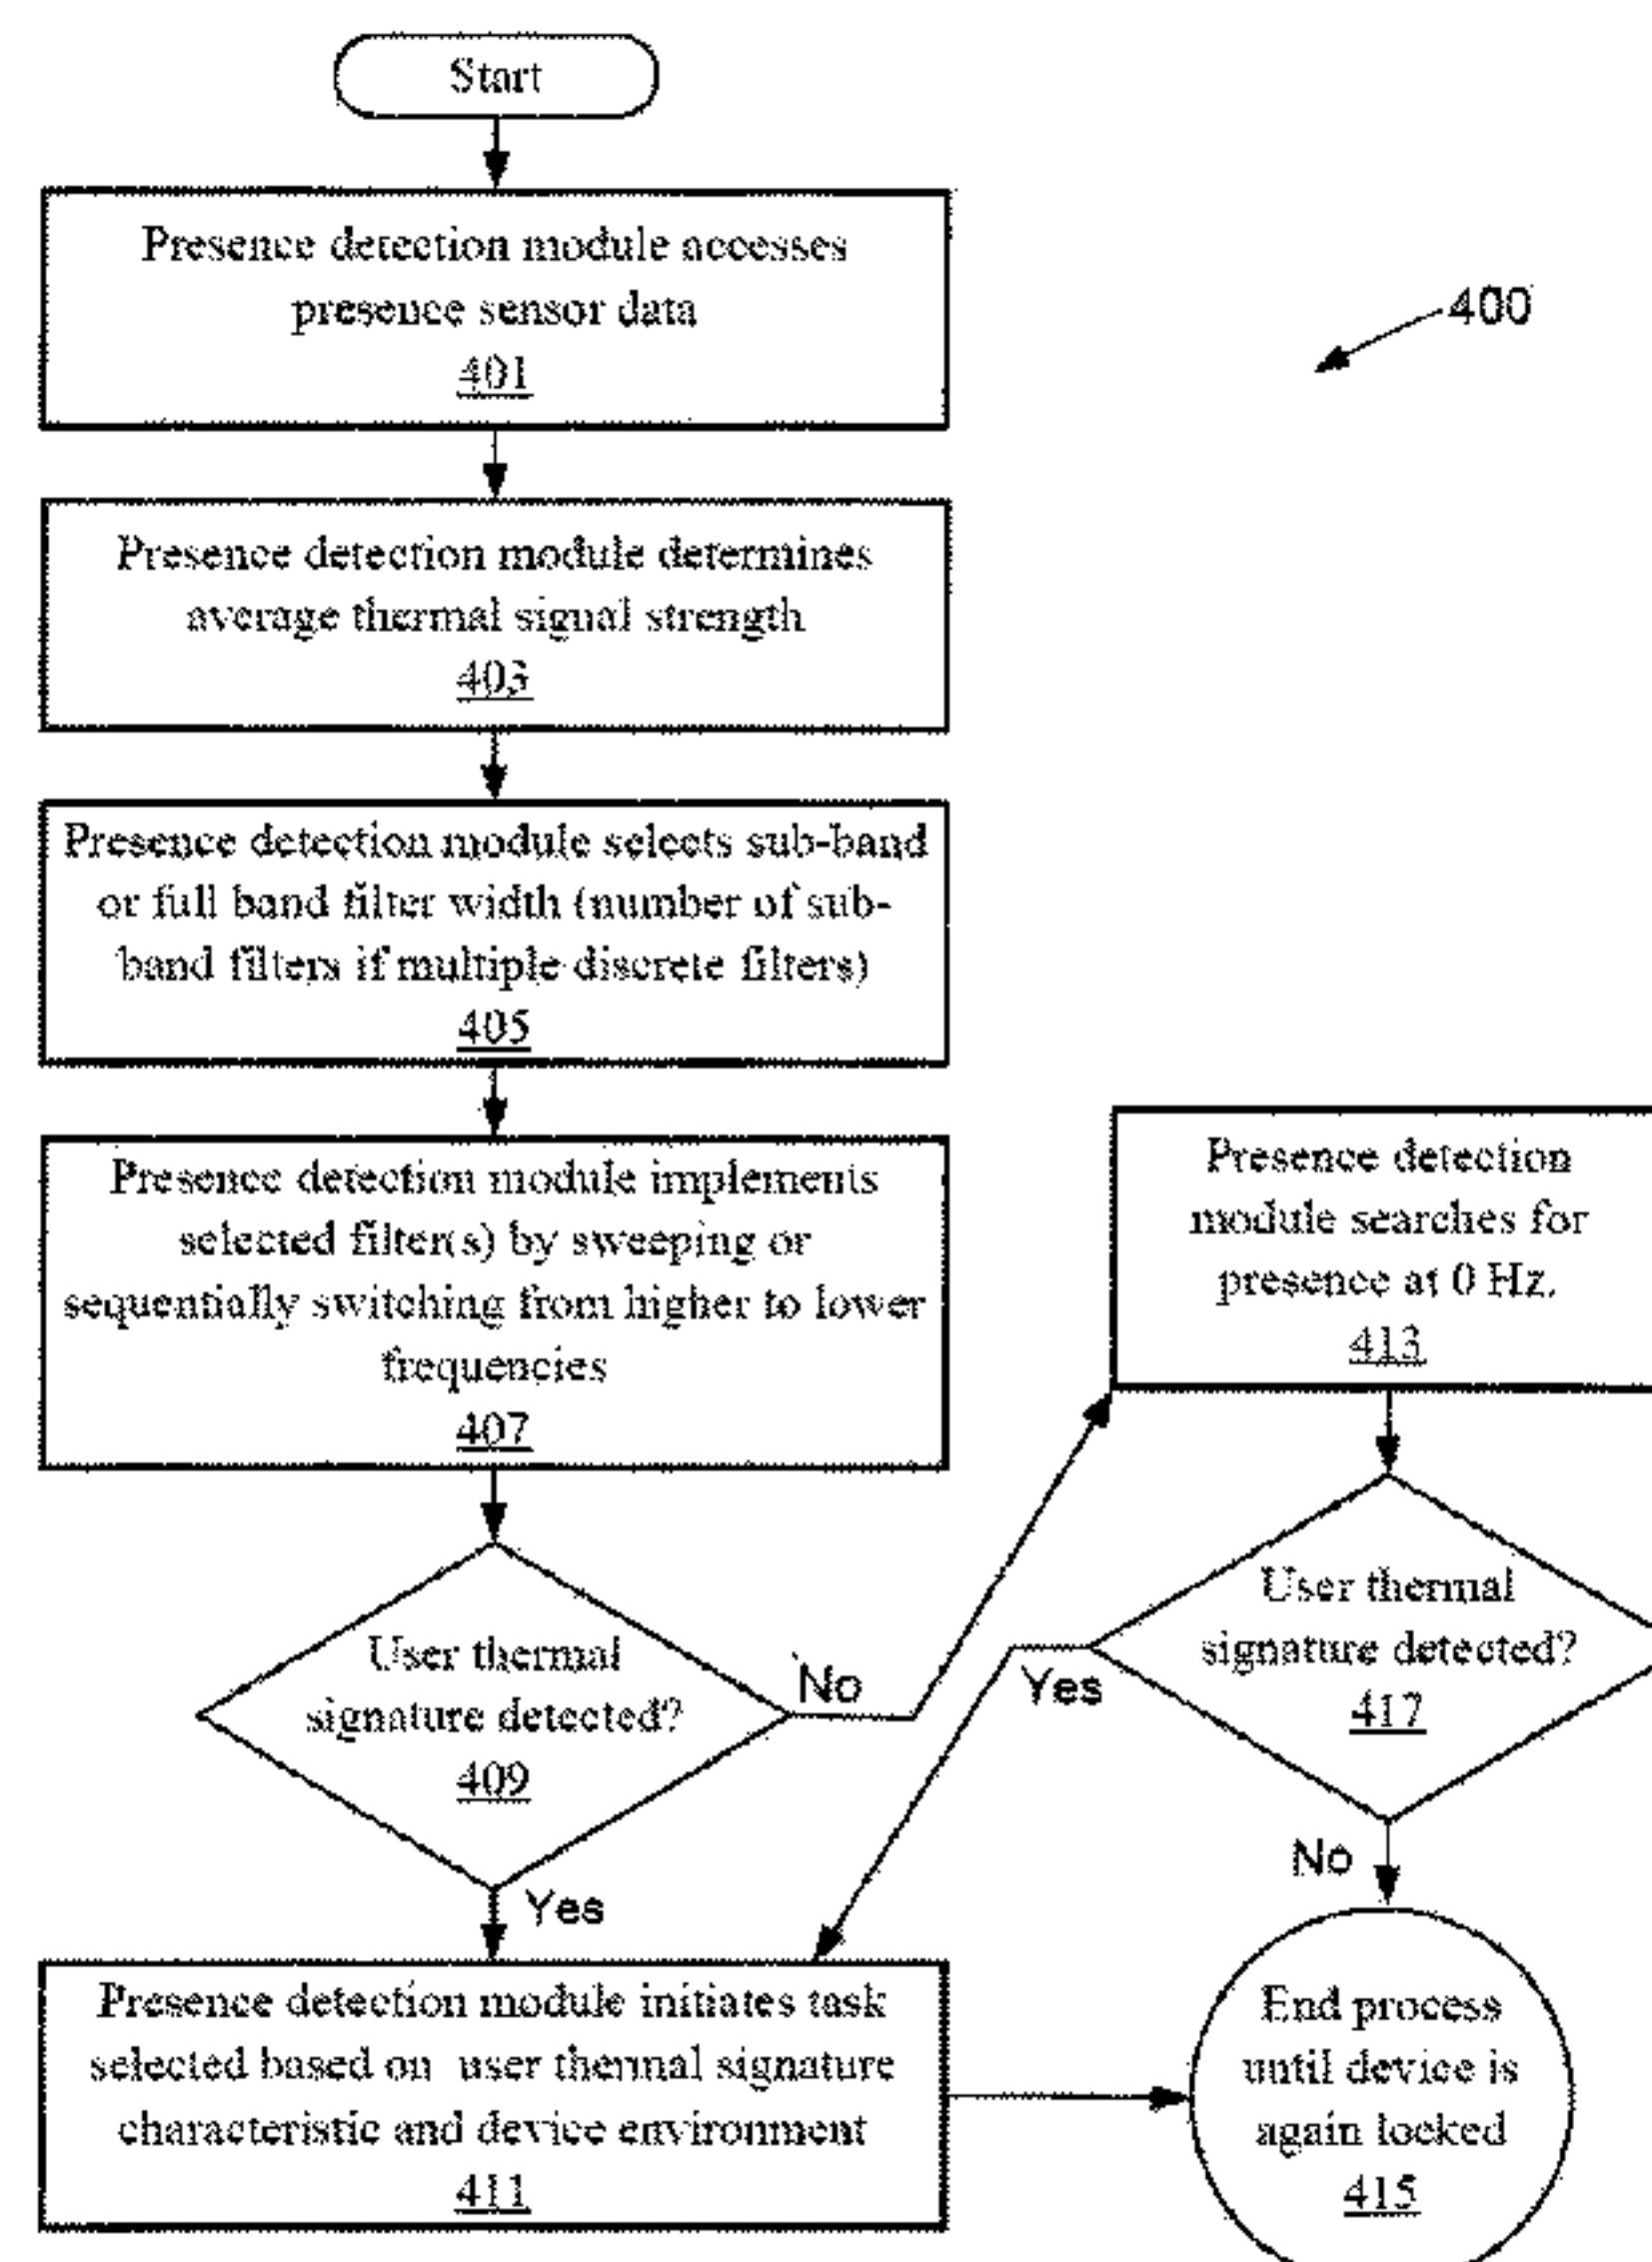 Start
Presence detection module accesses
presence sensor data
401
400
Presence detection module determines
average thermal signal strength
403
Presence detection module selects sub-band
or full band filter width (number of sub-
band filters if multiple discrete filters)
405
Presence detection module implements
selected filter(s) by sweeping or
sequentially switching from higher to lower
frequencies
407
Presence detection
module searches for
presence at 0 Hz.
413
User thermal
signature detected?
409
No
Yes
User thermal
signature detected?
417
Yes
No
Presence detection module initiates task
selected based on user thermal signature
characteristic and device environment
411
End process
until device is
again locked
415